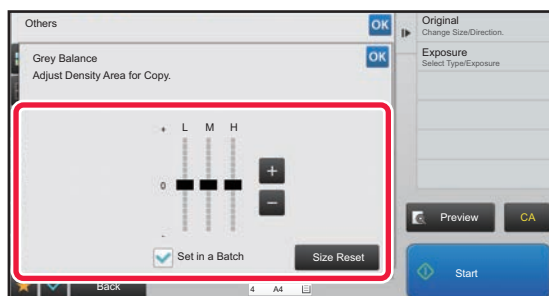 Others
OK
Original
Change Size/Direction.
Grey Balance
OK
Adjust Density Area for Copy.
Exposure
Select Type/Exposure
+ L M H
+
0
−
-
Set in a Batch
Size Reset
Preview
CA
Start
Back
4 A4